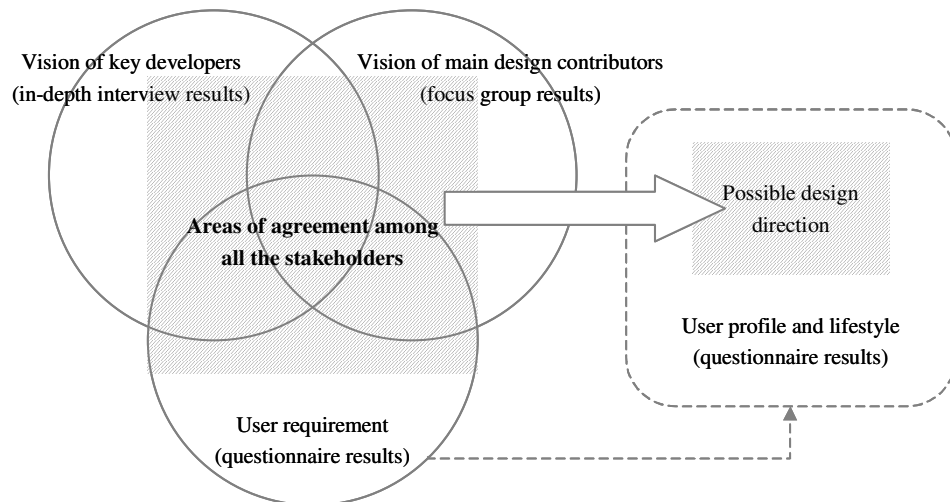 Vision of key developers
(in-depth interview results)
Vision of main design contributors
(focus group results)
Areas of agreement among
all the stakeholders
User requirement
(questionnaire results)
Possible design
direction
User profile and lifestyle
(questionnaire results)